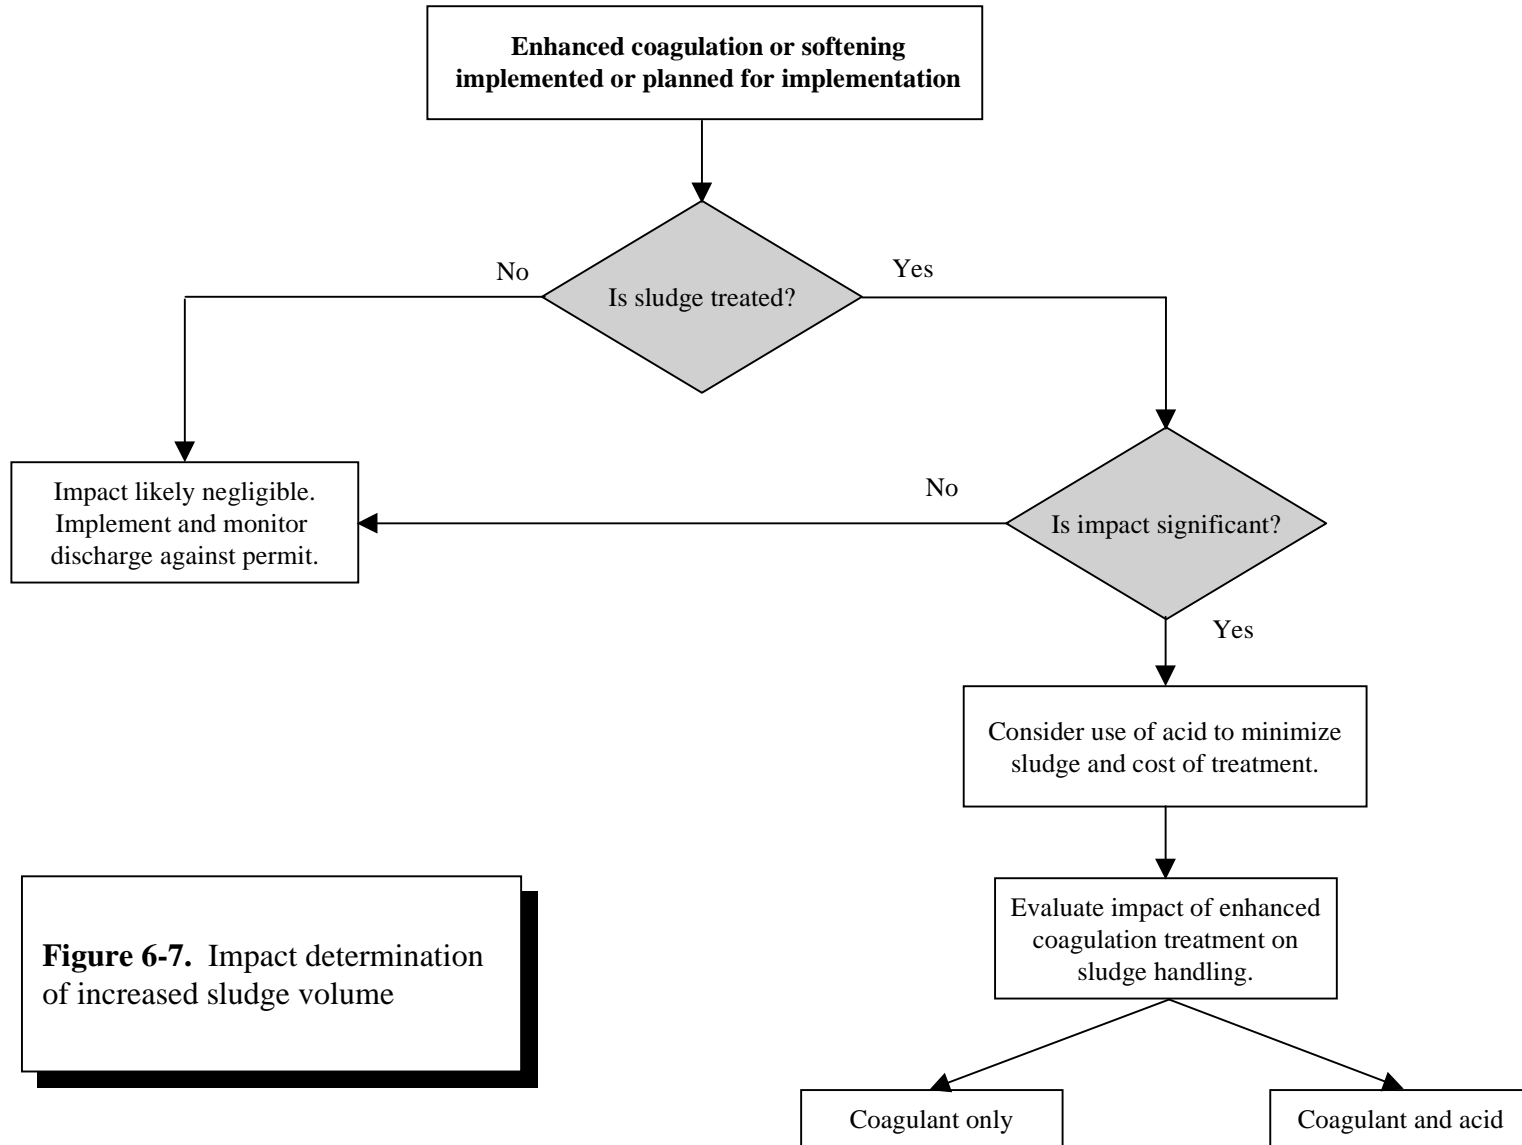 Enhanced coagulation or softening
implemented or planned for implementation
No
Yes
Is sludge treated?
Impact likely negligible.
Implement and monitor
discharge against permit.
No
Is impact significant?
Yes
Consider use of acid to minimize
sludge and cost of treatment.
Evaluate impact of enhanced
coagulation treatment on
sludge handling.
Figure 6-7. Impact determination
of increased sludge volume
Coagulant only
Coagulant and acid